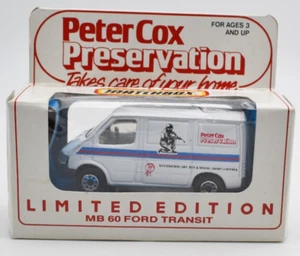 Peter Cox
Preservation
Takes care of your home
FOR AGES 3
AND UP
MATCHBOX
Peter Cox
Preservation
LIMITED EDITION
MB 60 FORD TRANSIT